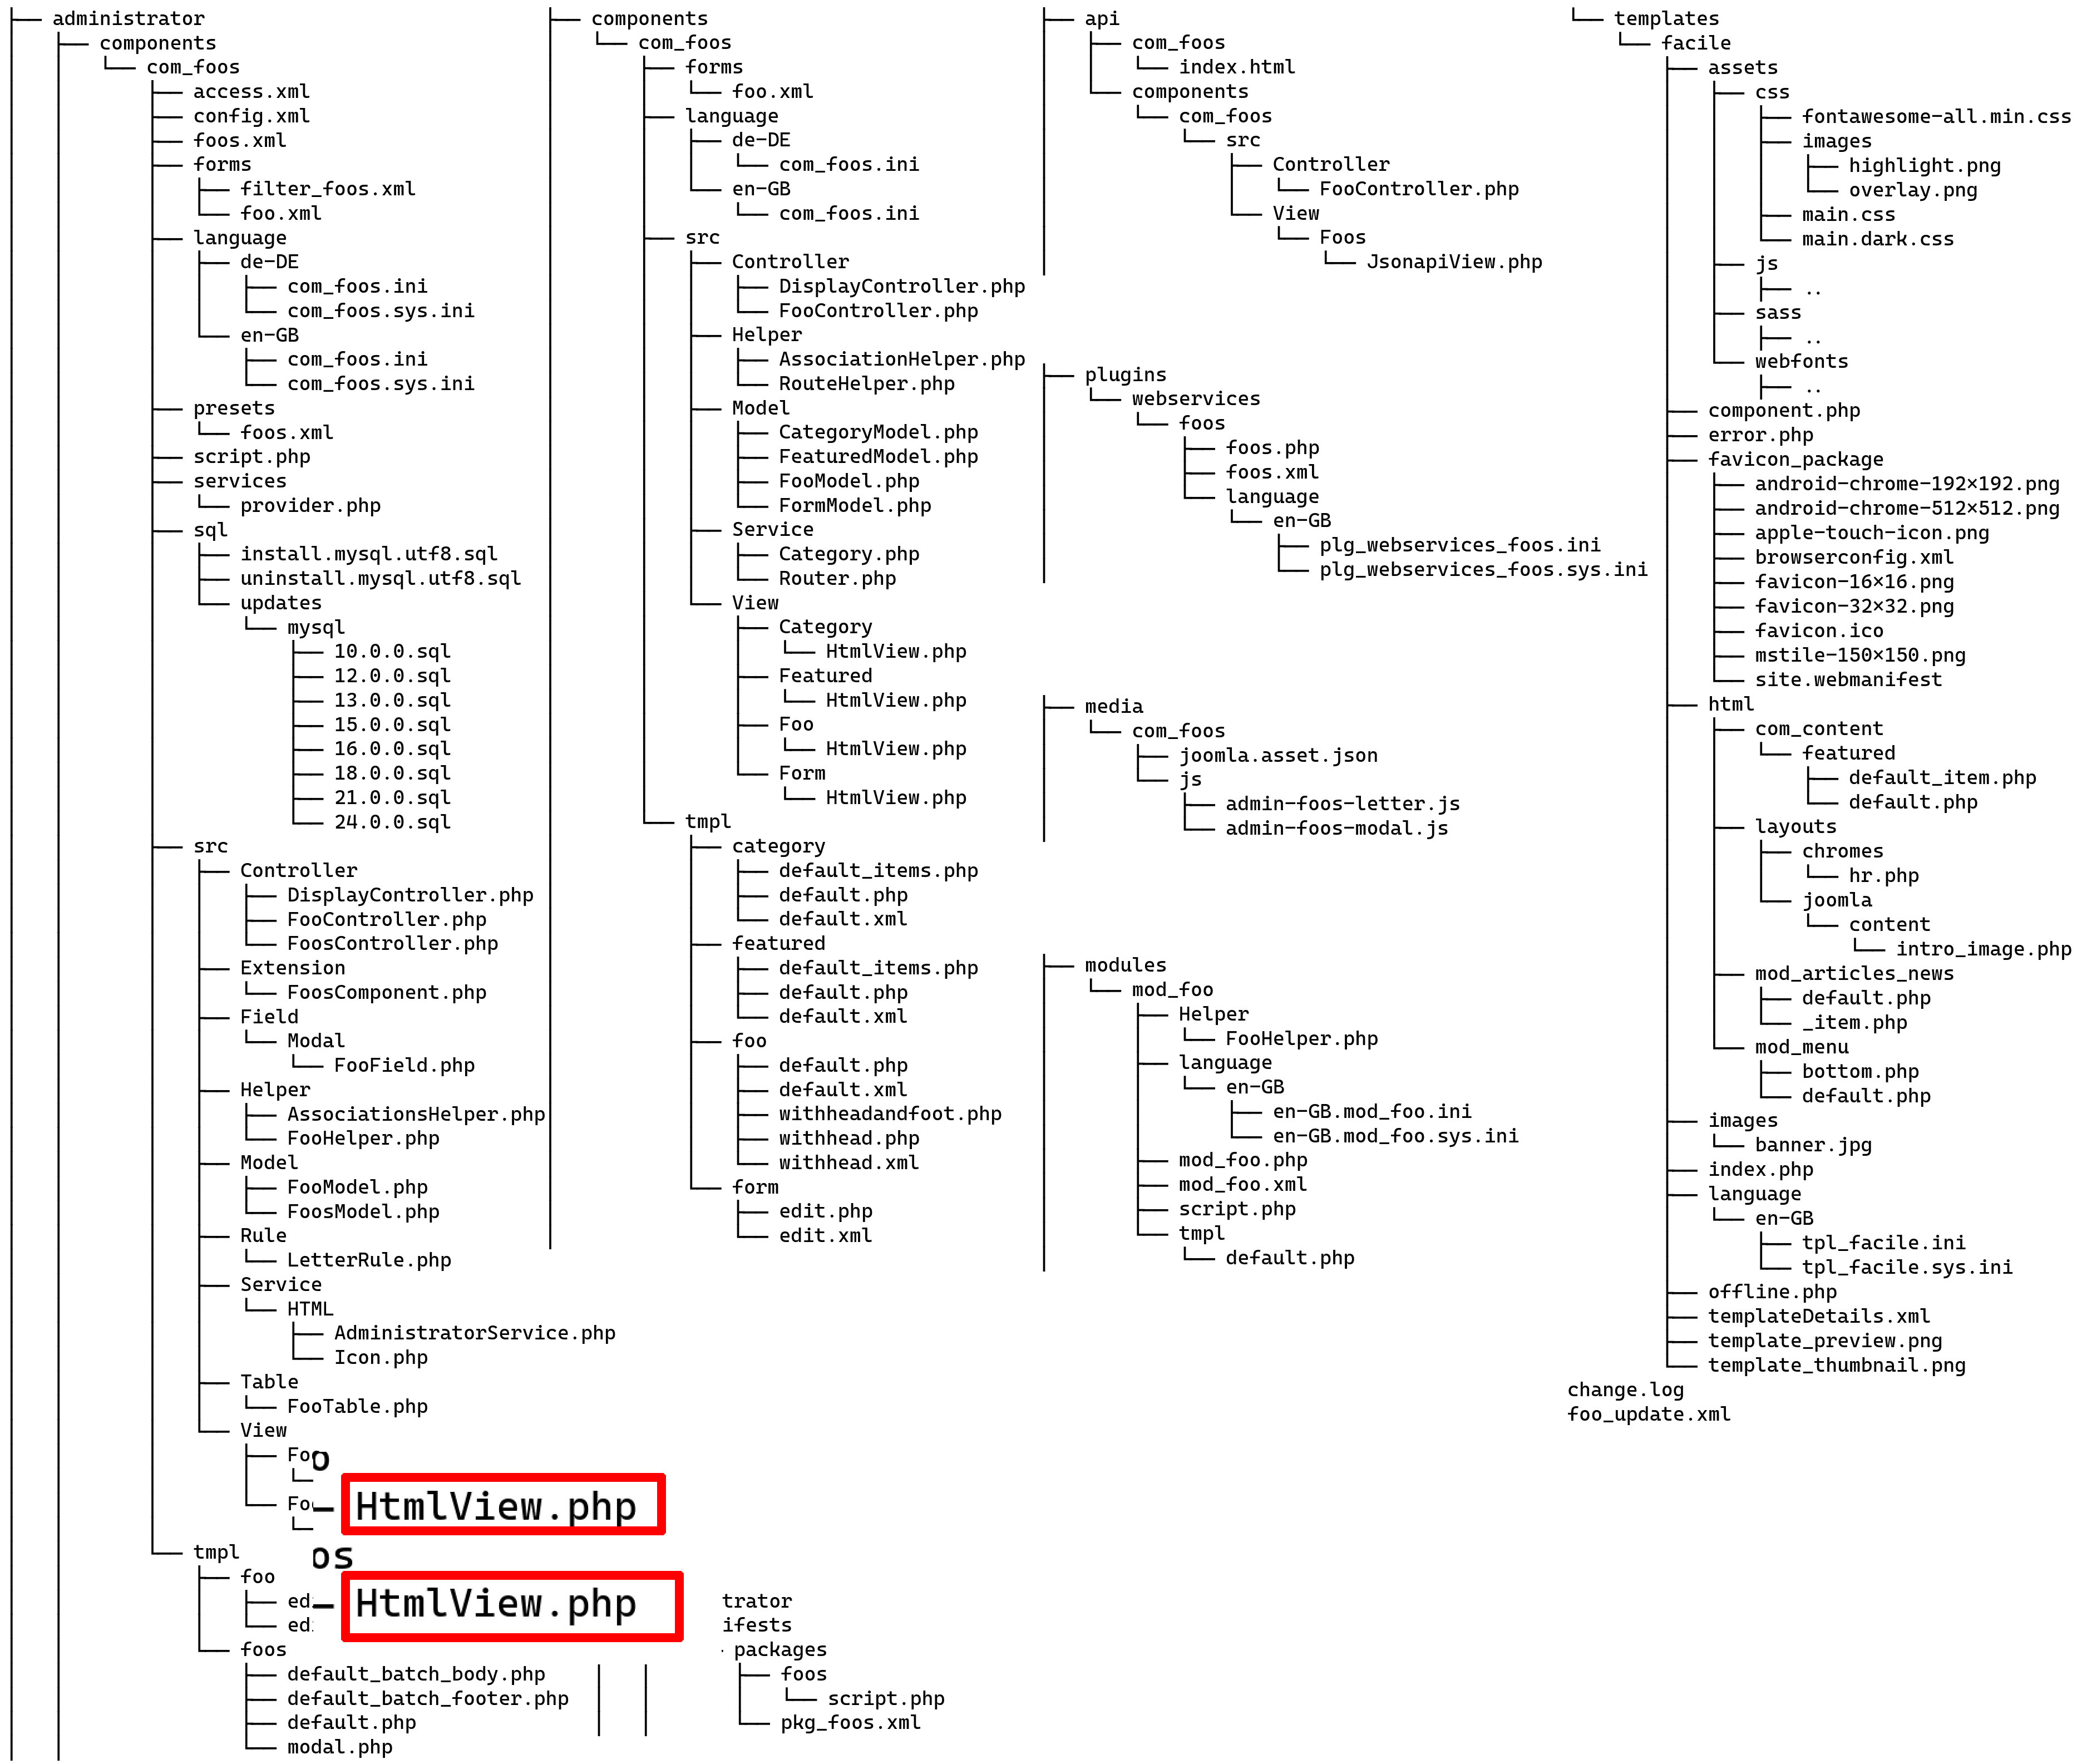 administrator
components
com_foos
access.xml
config.xml
foos.xml
forms
filter_foos.xml
foo.xml
language
de-DE
com_foos.ini
com_foos.sys.ini
en-GB
com_foos.ini
com_foos.sys.ini
presets
foos.xml
script.php
services
provider.php
sql
install.mysql.utf8.sql
uninstall.mysql.utf8.sql
updates
mysql
10.0.0.sql
12.0.0.sql
13.0.0.sql
15.0.0.sql
16.0.0.sql
18.0.0.sql
21.0.0.sql
24.0.0.sql
src
Controller
DisplayController.php
FooController.php
FoosController.php
Extension
FoosComponent.php
Field
Modal
FooField.php
Helper
AssociationsHelper.php
FooHelper.php
Model
FooModel.php
FoosModel.php
Rule
LetterRule.php
Service
HTML
AdministratorService.php
Icon.php
Table
FooTable.php
View
HtmlView.php
os
HtmlView.php
tmpl
foo
foos
default_batch_body.php
default_batch_footer.php
default.php
modal.php
components
com_foos
forms
foo.xml
language
de-DE
com_foos.ini
en-GB
com_foos.ini
src
Controller
DisplayController.php
FooController.php
Helper
AssociationHelper.php
RouteHelper.php
Model
CategoryModel.php
FeaturedModel.php
FooModel.php
FormModel.php
Service
Category.php
Router.php
View
Category
HtmlView.php
Featured
HtmlView.php
Foo
HtmlView.php
Form
HtmlView.php
tmpl
category
default_items.php
default.php
default.xml
featured
default_items.php
default.php
default.xml
foo
default.php
default.xml
withheadandfoot.php
withhead.php
withhead.xml
form
edit.php
edit.xml
trator
ifests
packages
foos
script.php
pkg_foos.xml
api
com_foos
index.html
components
com_foos
src
Controller
FooController.php
View
Foos
JsonapiView.php
plugins
webservices
foos
foos.php
foos.xml
language
en-GB
plg_webservices_foos.ini
plg_webservices_foos.sys.ini
media
com_foos
joomla.asset.json
js
admin-foos-letter.js
admin-foos-modal.js
modules
mod_foo
Helper
FooHelper.php
language
en-GB
en-GB.mod_foo.ini
en-GB.mod_foo.sys.ini
mod_foo.php
mod_foo.xml
script.php
tmpl
default.php
templates
facile
assets
css
fontawesome-all.min.css
images
highlight.png
overlay.png
main.css
main.dark.css
js
..
sass
..
webfonts
..
component.php
error.php
favicon_package
android-chrome-192×192.png
android-chrome-512×512.png
apple-touch-icon.png
browserconfig.xml
favicon-16×16.png
favicon-32×32.png
favicon.ico
mstile-150×150.png
site.webmanifest
html
com_content
featured
default_item.php
default.php
layouts
chromes
hr.php
joomla
content
intro_image.php
mod_articles_news
default.php
_item.php
mod_menu
bottom.php
default.php
images
banner.jpg
index.php
language
en-GB
tpl_facile.ini
tpl_facile.sys.ini
offline.php
templateDetails.xml
template_preview.png
template_thumbnail.png
change.log
foo_update.xml